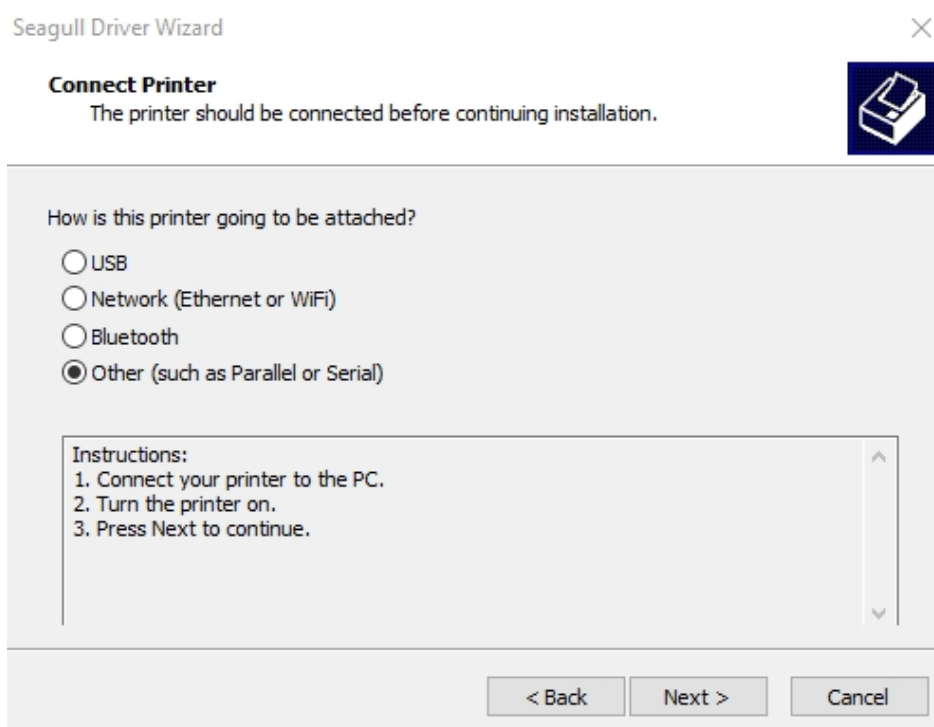 Seagull Driver Wizard
Connect Printer
The printer should be connected before continuing installation.
How is this printer going to be attached?
USB
Network (Ethernet or WiFi)
Bluetooth
Other (such as Parallel or Serial)
Instructions:
1. Connect your printer to the PC.
2. Turn the printer on.
3. Press Next to continue.
< Back Next > Cancel